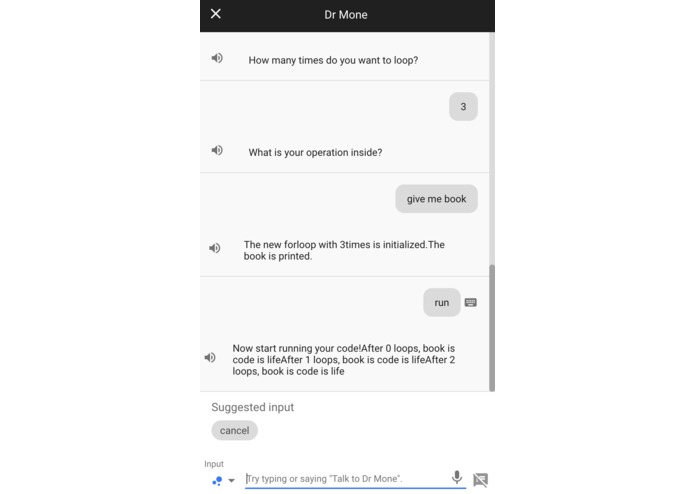 Dr Mone
How many times do you want to loop?
3
What is your operation inside?
give me book
The new forloop with 3times is initialized.The
book is printed.
run
Now start running your code!After 0 loops, book is
code is lifeAfter 1 loops, book is code is lifeAfter 2
loops, book is code is life
Suggested input
cancel
Input
Try typing or saying "Talk to Dr Mone".